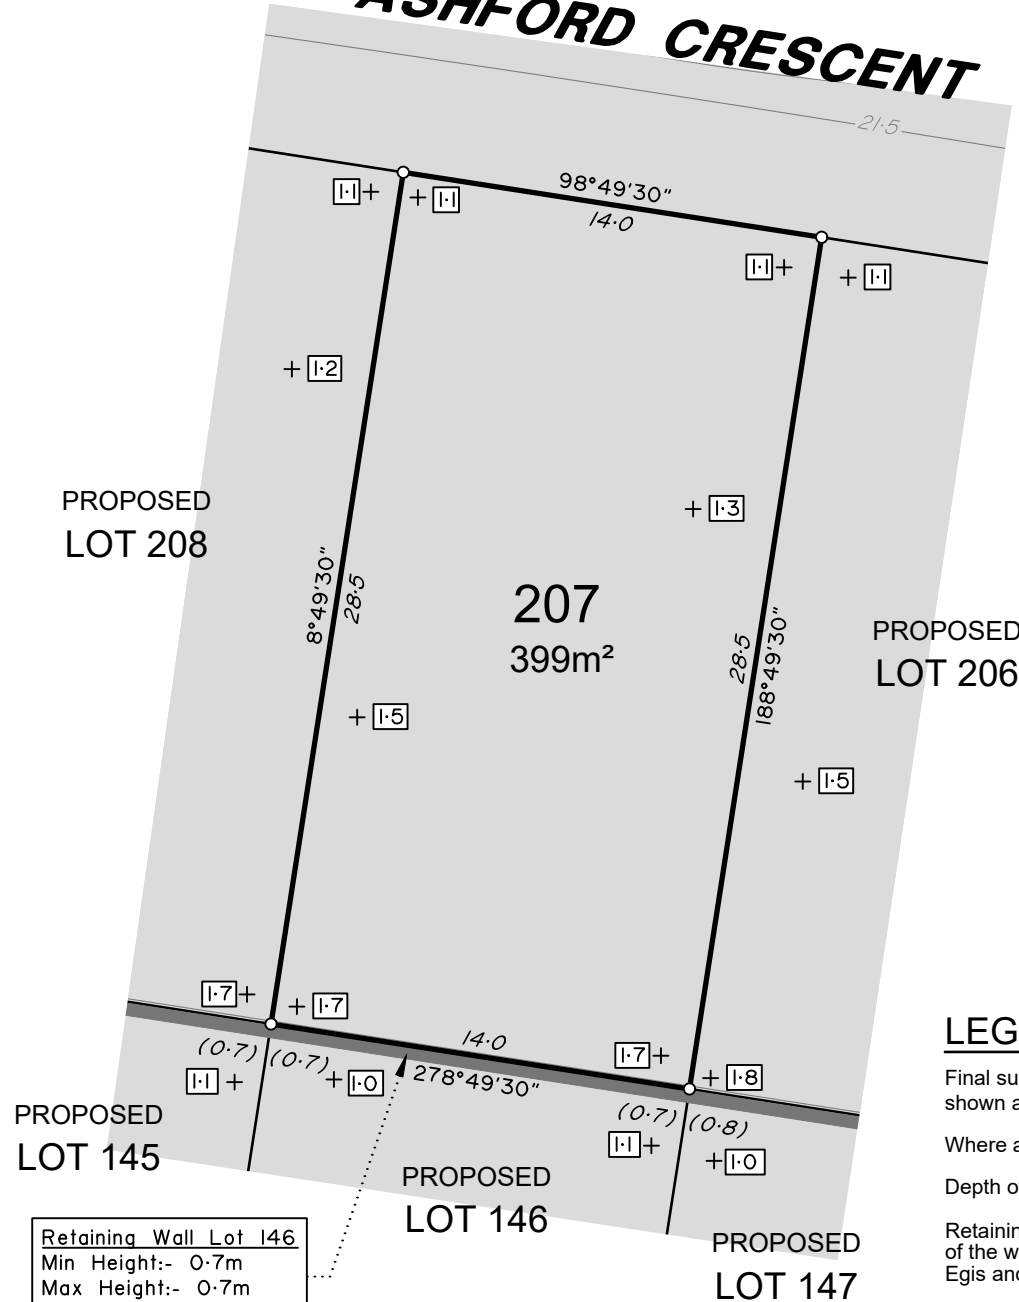 ASHFORD CRESCENT
21·5
98°49'30"
14·0
1·1 1·1
1·1 1·1
1·2
1·3
PROPOSED
LOT 208
8°49'30"
28·5
207
399m²
28·5
188°49'30"
PROPOSED
LOT 206
1·5
1·5
1·7 1·7
14·0
278°49'30"
1·7 1·8
(0·7) (0·7)
1·1 1·0
(0·7) (0·8)
1·1 1·0
PROPOSED
LOT 145
PROPOSED
LOT 146
PROPOSED
LOT 147
Retaining Wall Lot 146
Min Height:- 0·7m
Max Height:- 0·7m
LEG
Final su
shown a
Where a
Depth o
Retainin
of the w
Egis and